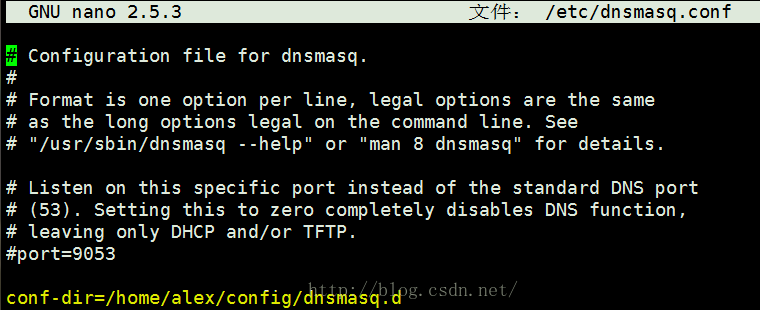 GNU nano 2.5.3 文件： /etc/dnsmasq.conf
# Configuration file for dnsmasq.
#
# Format is one option per line, legal options are the same
# as the long options legal on the command line. See
# "/usr/sbin/dnsmasq --help" or "man 8 dnsmasq" for details.
# Listen on this specific port instead of the standard DNS port
# (53). Setting this to zero completely disables DNS function,
# leaving only DHCP and/or TFTP.
#port=9053
http://blog.csdn.net/
conf-dir=/home/alex/config/dnsmasq.d